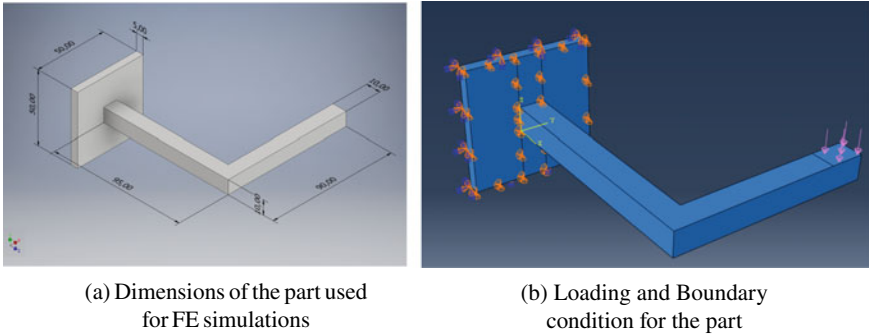 5,00
50,00
10,00
50,00
85,00
10,00
90,00
Z
Y
X
(a) Dimensions of the part used
for FE simulations
(b) Loading and Boundary
condition for the part